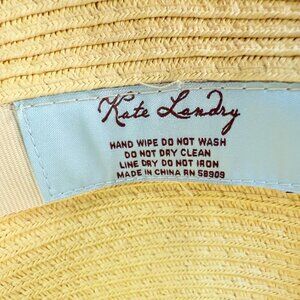 Kate Landry
HAND WIPE DO NOT WASH
DO NOT DRY CLEAN
LINE DRY DO NOT IRON
MADE IN CHINA RN 58909